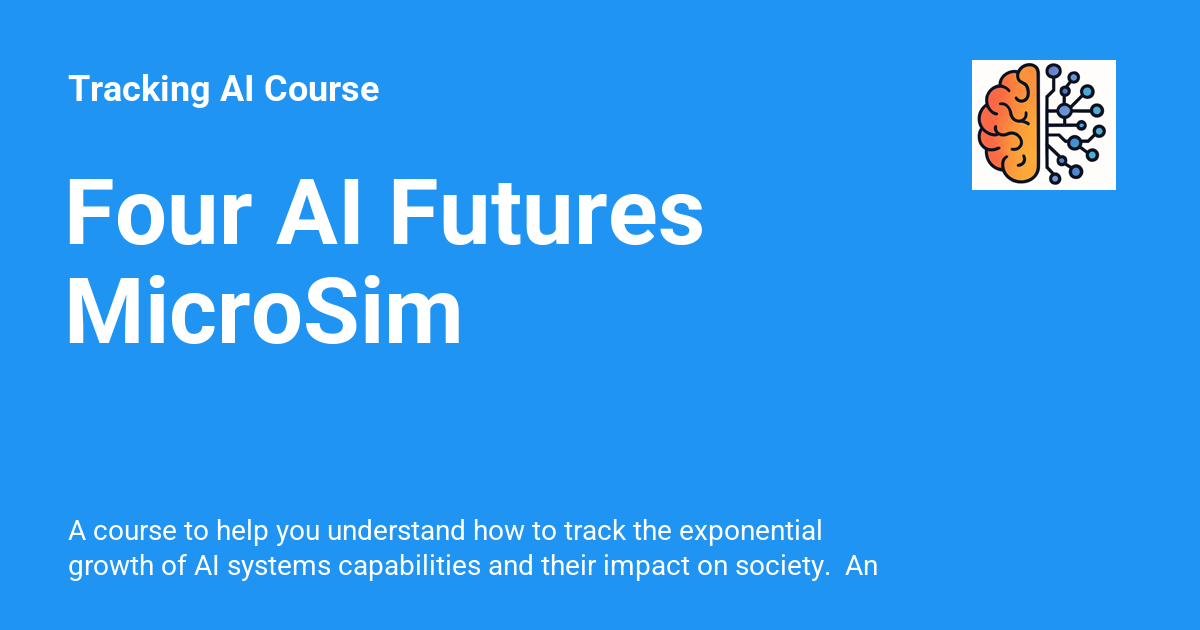 Tracking AI Course
Four AI Futures
MicroSim
A course to help you understand how to track the exponential
growth of AI systems capabilities and their impact on society.  An